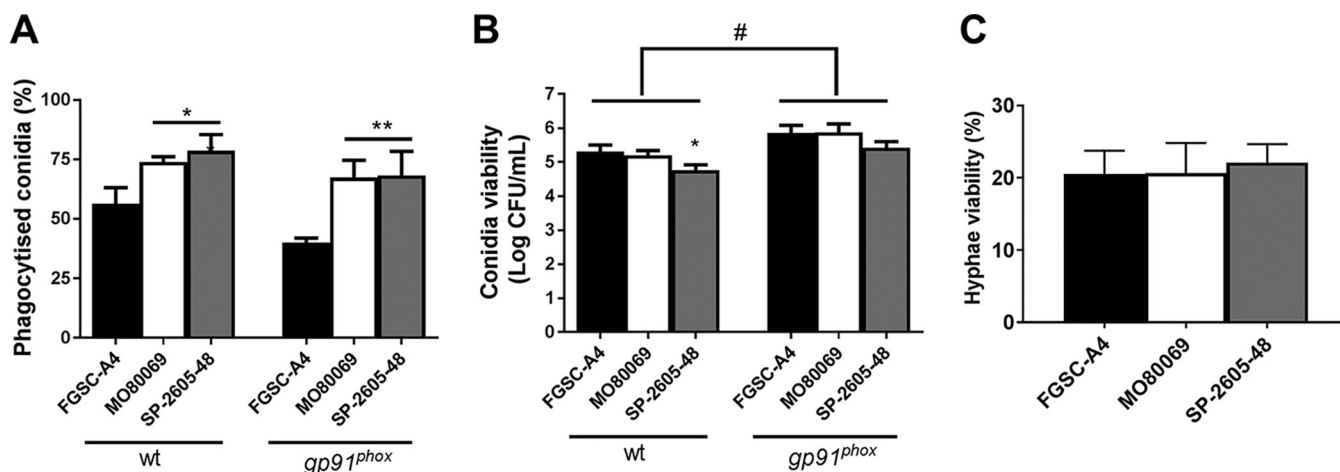 A
Phagocytised conidia (%)
100
75
50
25
0
*
**
FGSC-A4
MO80069
SP-2605-48
FGSC-A4
MO80069
SP-2605-48
wt
gp91phox
B
#
Conidia viability
(Log CFU/mL)
7
6
5
4
3
2
1
0
*
FGSC-A4
MO80069
SP-2605-48
FGSC-A4
MO80069
SP-2605-48
wt
gp91phox
C
Hyphae viability (%)
30
20
10
0
FGSC-A4
MO80069
SP-2605-48